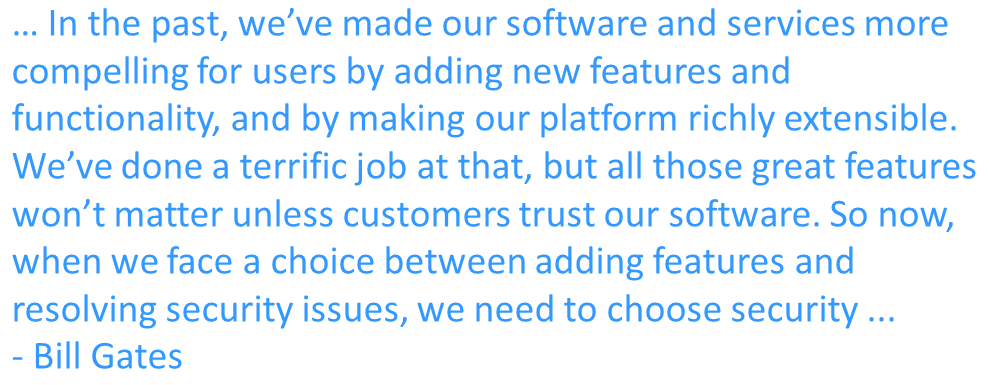 … In the past, we’ve made our software and services more
compelling for users by adding new features and
functionality, and by making our platform richly extensible.
We’ve done a terrific job at that, but all those great features
won’t matter unless customers trust our software. So now,
when we face a choice between adding features and
resolving security issues, we need to choose security ...
- Bill Gates